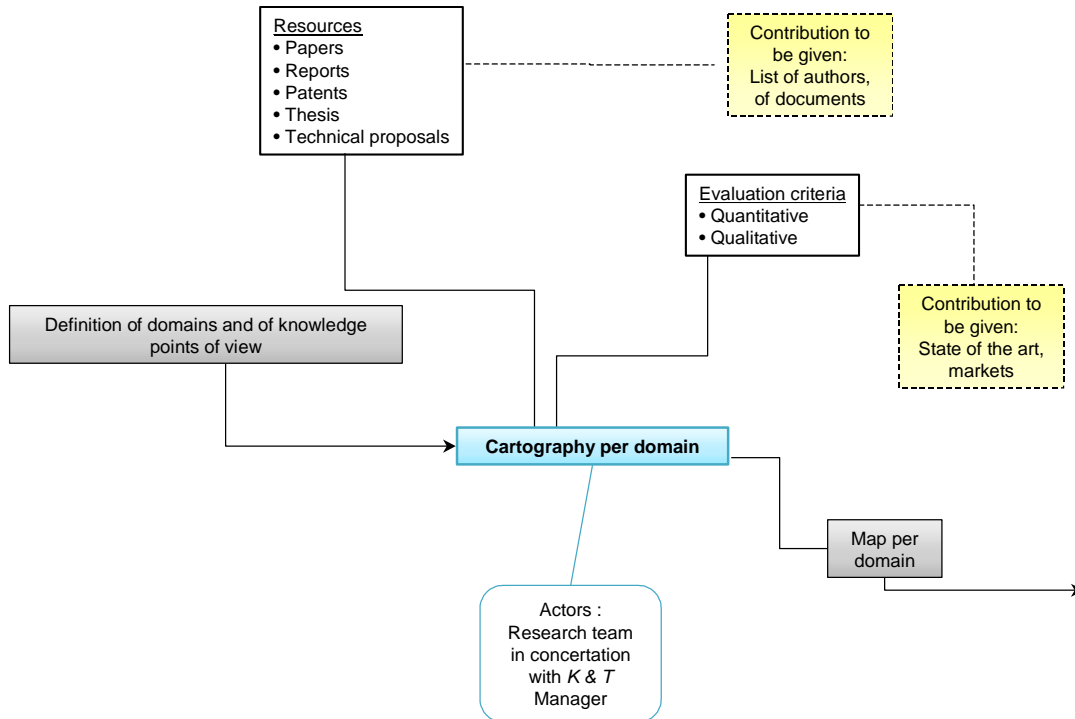 Resources
• Papers
• Reports
• Patents
• Thesis
• Technical proposals
Contribution to
be given:
List of authors,
of documents
Evaluation criteria
• Quantitative
• Qualitative
Contribution to
be given:
State of the art,
markets
Definition of domains and of knowledge
points of view
Cartography per domain
Map per
domain
Actors :
Research team
in concertation
with K & T
Manager